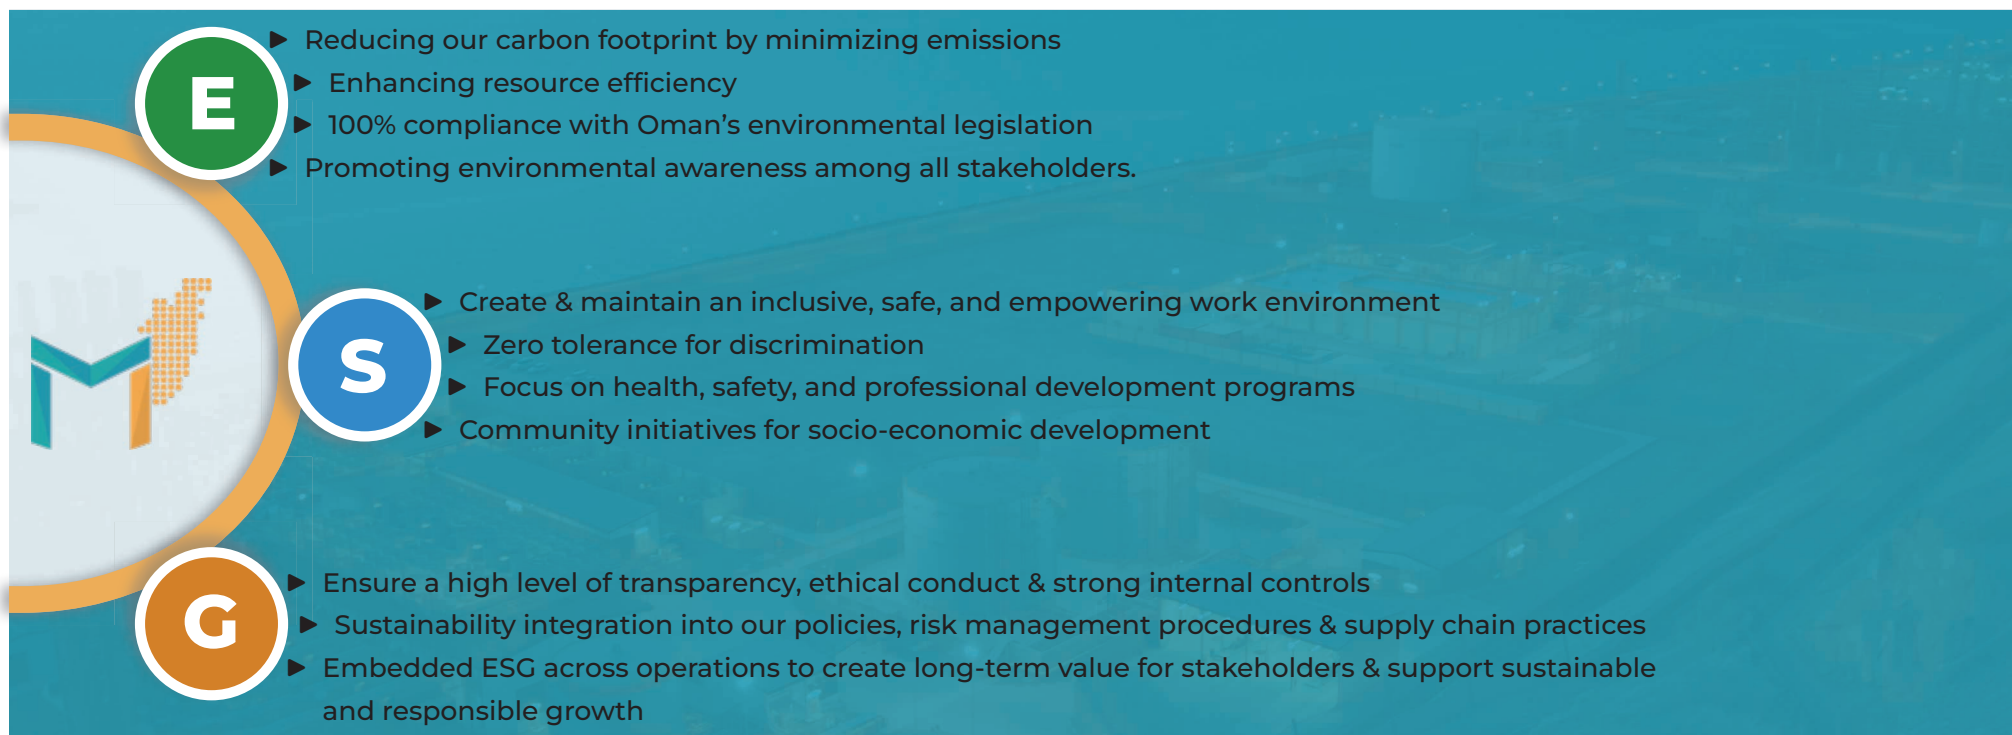 E
Reducing our carbon footprint by minimizing emissions
Enhancing resource efficiency
100% compliance with Oman’s environmental legislation
Promoting environmental awareness among all stakeholders.
S
Create & maintain an inclusive, safe, and empowering work environment
Zero tolerance for discrimination
Focus on health, safety, and professional development programs
Community initiatives for socio-economic development
G
Ensure a high level of transparency, ethical conduct & strong internal controls
Sustainability integration into our policies, risk management procedures & supply chain practices
Embedded ESG across operations to create long-term value for stakeholders & support sustainable
and responsible growth